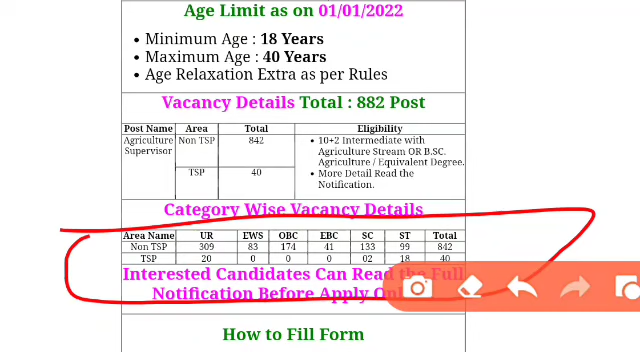 Age Limit as on 01/01/2022
• Minimum Age : 18 Years
• Maximum Age : 40 Years
• Age Relaxation Extra as per Rules
Vacancy Details Total : 882 Post
Post Name Area Total Eligibility
Agriculture Supervisor Non TSP 842 • 10+2 Intermediate with
Agriculture Stream OR B.SC.
Agriculture / Equivalent Degree.
TSP 40 • More Detail Read the
Notification.
Category Wise Vacancy Details
Area Name UR EWS OBC EBC SC ST Total
Non TSP 309 83 174 41 133 99 842
TSP 20 0 0 0 02 18 40
Interested Candidates Can Read the Full
Notification Before Apply
How to Fill Form